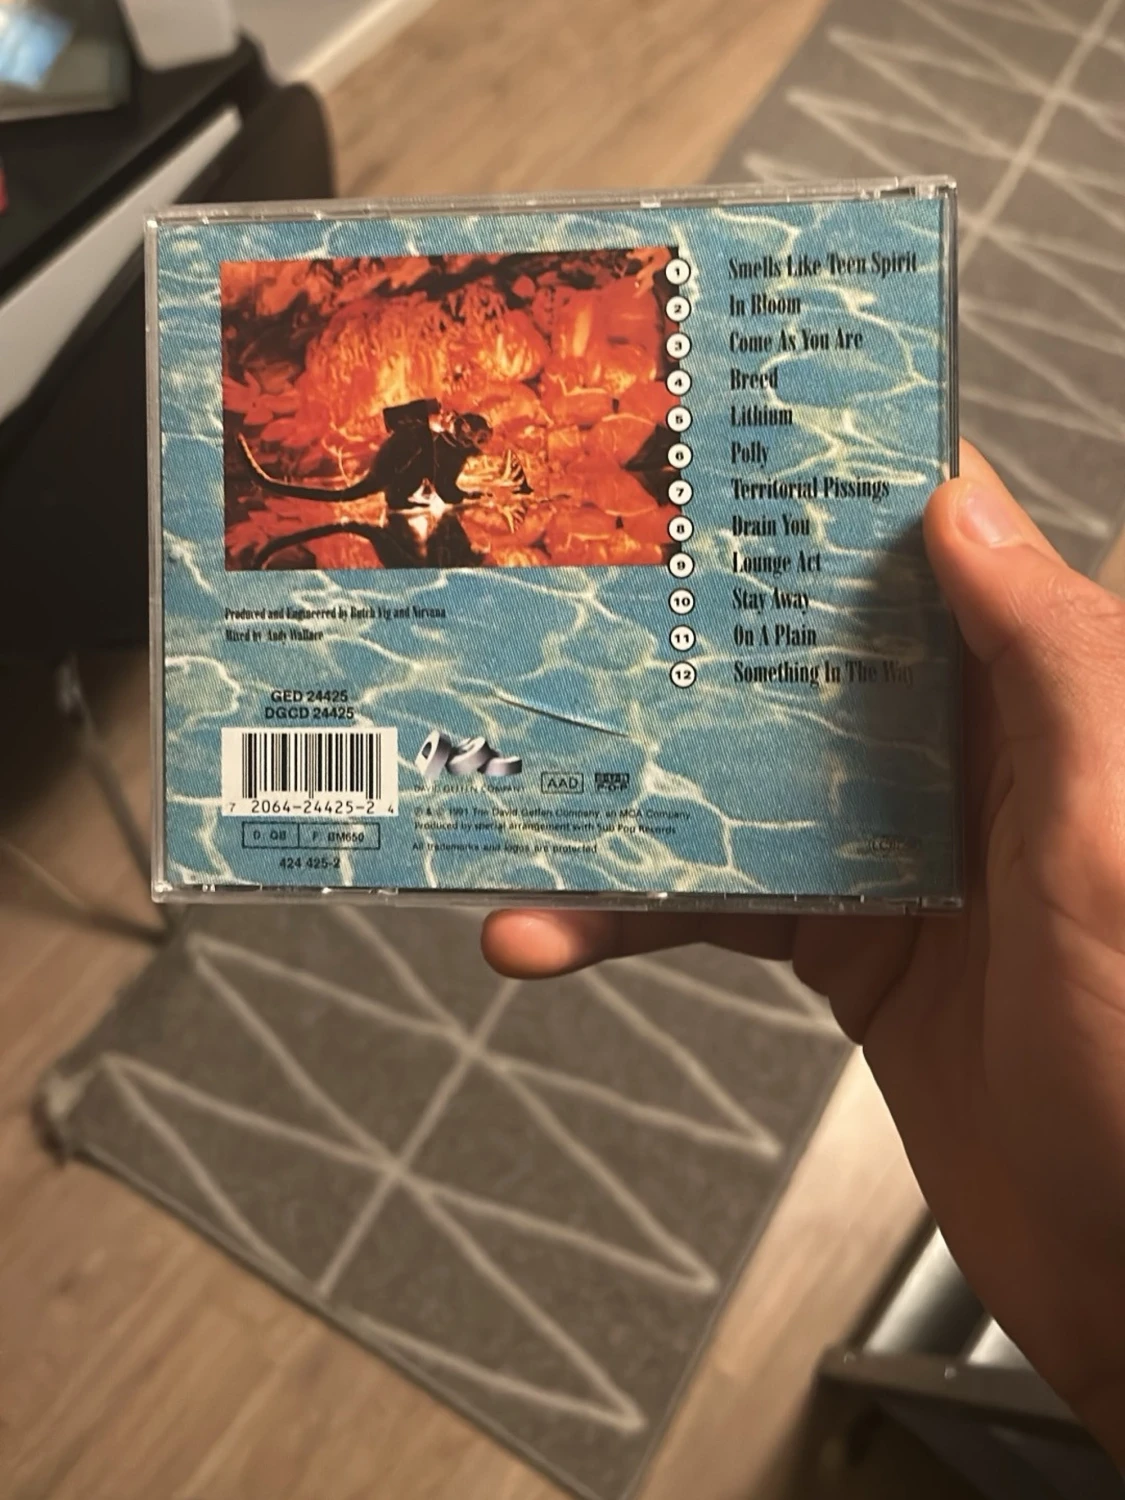 1 Smells Like Teen Spirit
2 In Bloom
3 Come As You Are
4 Breed
5 Lithium
6 Polly
7 Territorial Pissings
8 Drain You
9 Lounge Act
10 Stay Away
11 On A Plain
12 Something In The Way
Produced and Engineered by Butch Vig and Nirvana
Mixed by Andy Wallace
GED 24425
DGCD 24425
7 2064-24425-2 4
D: GB F: BM650
424 425-2
GEFFEN COMPANY
AAD
SUB POP
1991 The David Geffen Company, an MCA Company
Produced by special arrangement with Sub Pop Records
All trademarks and logos are protected